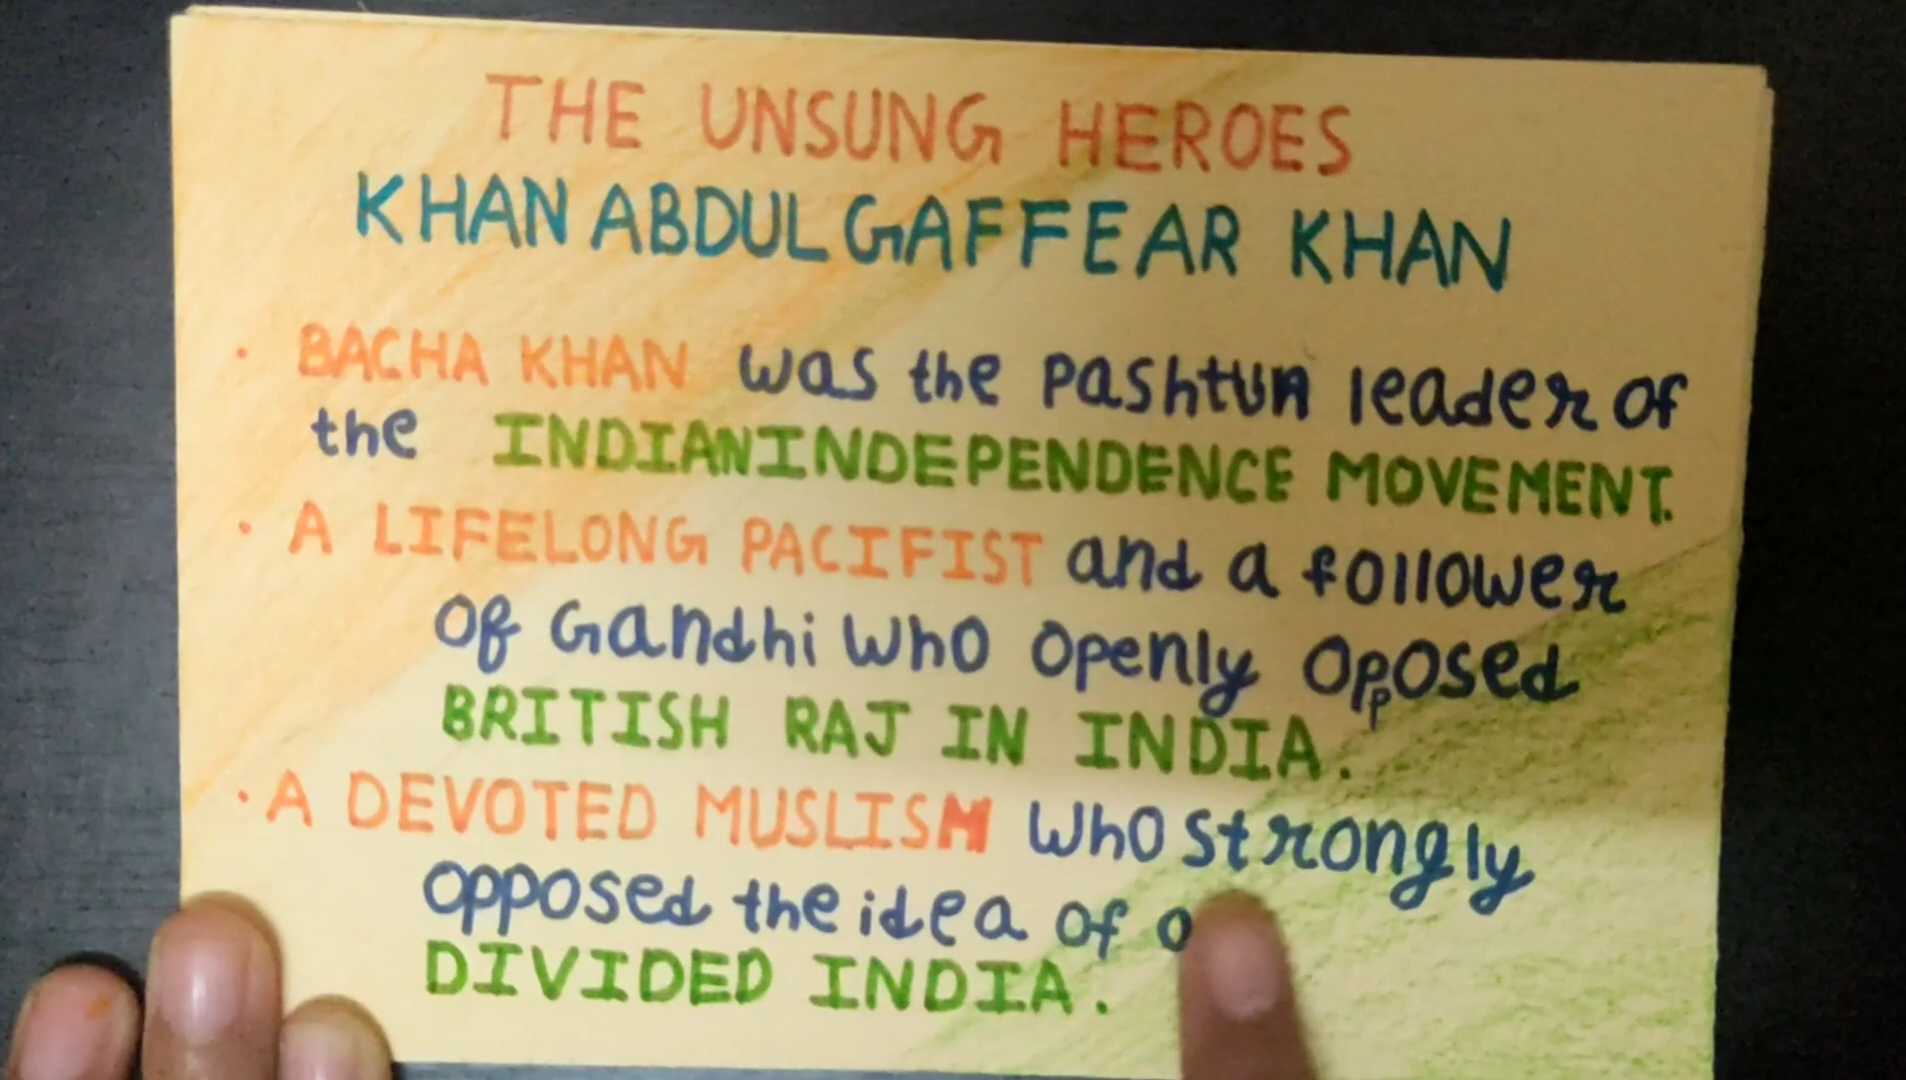 THE UNSUNG HEROES
KHAN ABDUL GAFFEAR KHAN
• BACHA KHAN was the Pashtun leader of
the INDIAN INDEPENDENCE MOVEMENT.
• A LIFELONG PACIFIST and a follower
of Gandhi who openly opposed
BRITISH RAJ IN INDIA.
• A DEVOTED MUSLISM who strongly
opposed the idea of
DIVIDED INDIA.